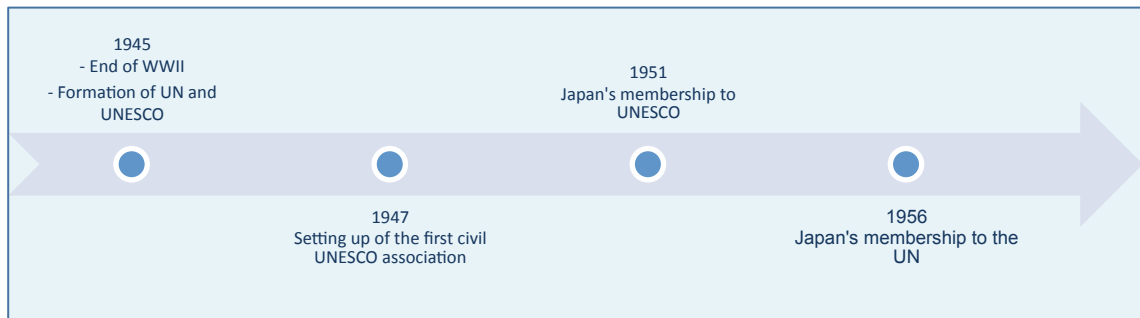 1945
- End of WWII
- Formation of UN and
UNESCO
1947
Setting up of the first civil
UNESCO association
1951
Japan's membership to
UNESCO
1956
Japan's membership to the
UN